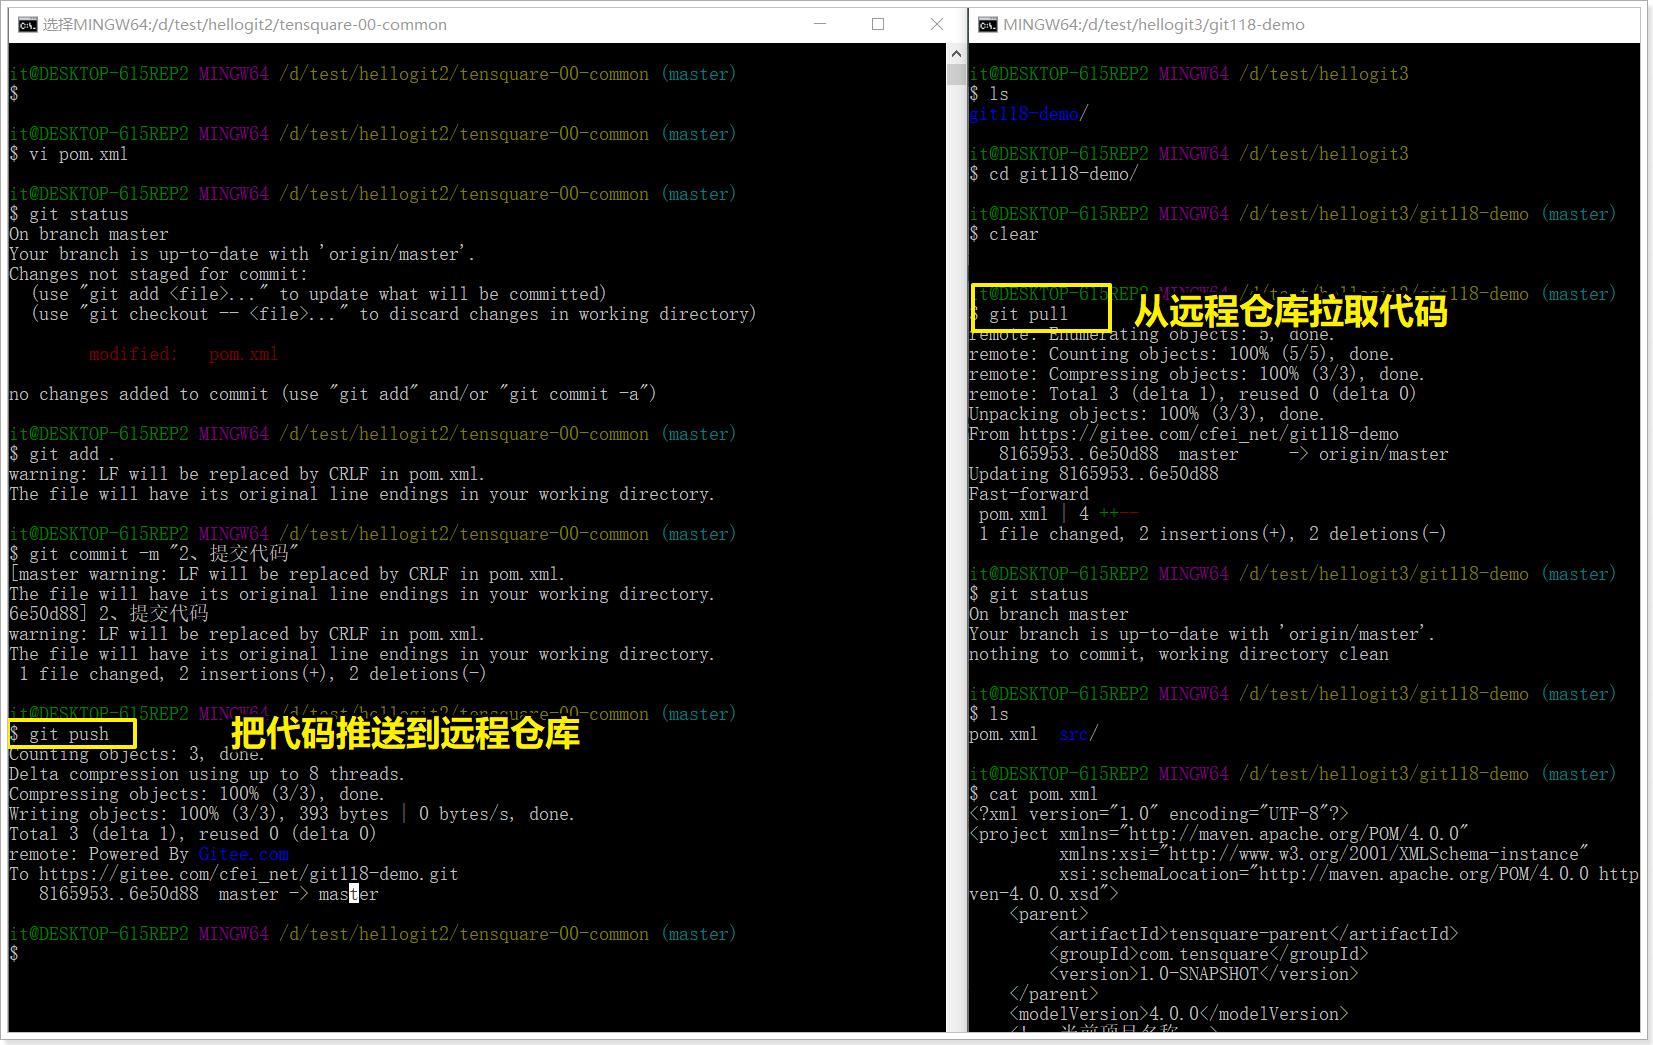 选择MINGW64:/d/test/hellogit2/tensquare-00-common
it@DESKTOP-615REP2 MINGW64 /d/test/hellogit2/tensquare-00-common (master)
$
it@DESKTOP-615REP2 MINGW64 /d/test/hellogit2/tensquare-00-common (master)
$ vi pom.xml
it@DESKTOP-615REP2 MINGW64 /d/test/hellogit2/tensquare-00-common (master)
$ git status
On branch master
Your branch is up-to-date with 'origin/master'.
Changes not staged for commit:
  (use "git add <file>..." to update what will be committed)
  (use "git checkout -- <file>..." to discard changes in working directory)
        modified:   pom.xml
no changes added to commit (use "git add" and/or "git commit -a")
it@DESKTOP-615REP2 MINGW64 /d/test/hellogit2/tensquare-00-common (master)
$ git add .
warning: LF will be replaced by CRLF in pom.xml.
The file will have its original line endings in your working directory.
it@DESKTOP-615REP2 MINGW64 /d/test/hellogit2/tensquare-00-common (master)
$ git commit -m "2、提交代码"
[master warning: LF will be replaced by CRLF in pom.xml.
The file will have its original line endings in your working directory.
6e50d88] 2、提交代码
warning: LF will be replaced by CRLF in pom.xml.
The file will have its original line endings in your working directory.
 1 file changed, 2 insertions(+), 2 deletions(-)
it@DESKTOP-615REP2 MINGW64 /d/test/hellogit2/tensquare-00-common (master)
$ git push
把代码推送到远程仓库
Counting objects: 3, done.
Delta compression using up to 8 threads.
Compressing objects: 100% (3/3), done.
Writing objects: 100% (3/3), 393 bytes | 0 bytes/s, done.
Total 3 (delta 1), reused 0 (delta 0)
remote: Powered By Gitee.com
To https://gitee.com/cfei_net/git118-demo.git
   8165953..6e50d88  master -> master
it@DESKTOP-615REP2 MINGW64 /d/test/hellogit2/tensquare-00-common (master)
$
MINGW64:/d/test/hellogit3/git118-demo
it@DESKTOP-615REP2 MINGW64 /d/test/hellogit3
$ ls
git118-demo/
it@DESKTOP-615REP2 MINGW64 /d/test/hellogit3
$ cd git118-demo/
it@DESKTOP-615REP2 MINGW64 /d/test/hellogit3/git118-demo (master)
$ clear
it@DESKTOP-615REP2 MINGW64 /d/test/hellogit3/git118-demo (master)
$ git pull
从远程仓库拉取代码
remote: Enumerating objects: 5, done.
remote: Counting objects: 100% (5/5), done.
remote: Compressing objects: 100% (3/3), done.
remote: Total 3 (delta 1), reused 0 (delta 0)
Unpacking objects: 100% (3/3), done.
From https://gitee.com/cfei_net/git118-demo
   8165953..6e50d88  master     -> origin/master
Updating 8165953..6e50d88
Fast-forward
 pom.xml | 4 ++--
 1 file changed, 2 insertions(+), 2 deletions(-)
it@DESKTOP-615REP2 MINGW64 /d/test/hellogit3/git118-demo (master)
$ git status
On branch master
Your branch is up-to-date with 'origin/master'.
nothing to commit, working directory clean
it@DESKTOP-615REP2 MINGW64 /d/test/hellogit3/git118-demo (master)
$ ls
pom.xml  src/
it@DESKTOP-615REP2 MINGW64 /d/test/hellogit3/git118-demo (master)
$ cat pom.xml
<?xml version="1.0" encoding="UTF-8"?>
<project xmlns="http://maven.apache.org/POM/4.0.0"
         xmlns:xsi="http://www.w3.org/2001/XMLSchema-instance"
         xsi:schemaLocation="http://maven.apache.org/POM/4.0.0 http
ven-4.0.0.xsd">
    <parent>
        <artifactId>tensquare-parent</artifactId>
        <groupId>com.tensquare</groupId>
        <version>1.0-SNAPSHOT</version>
    </parent>
    <modelVersion>4.0.0</modelVersion>